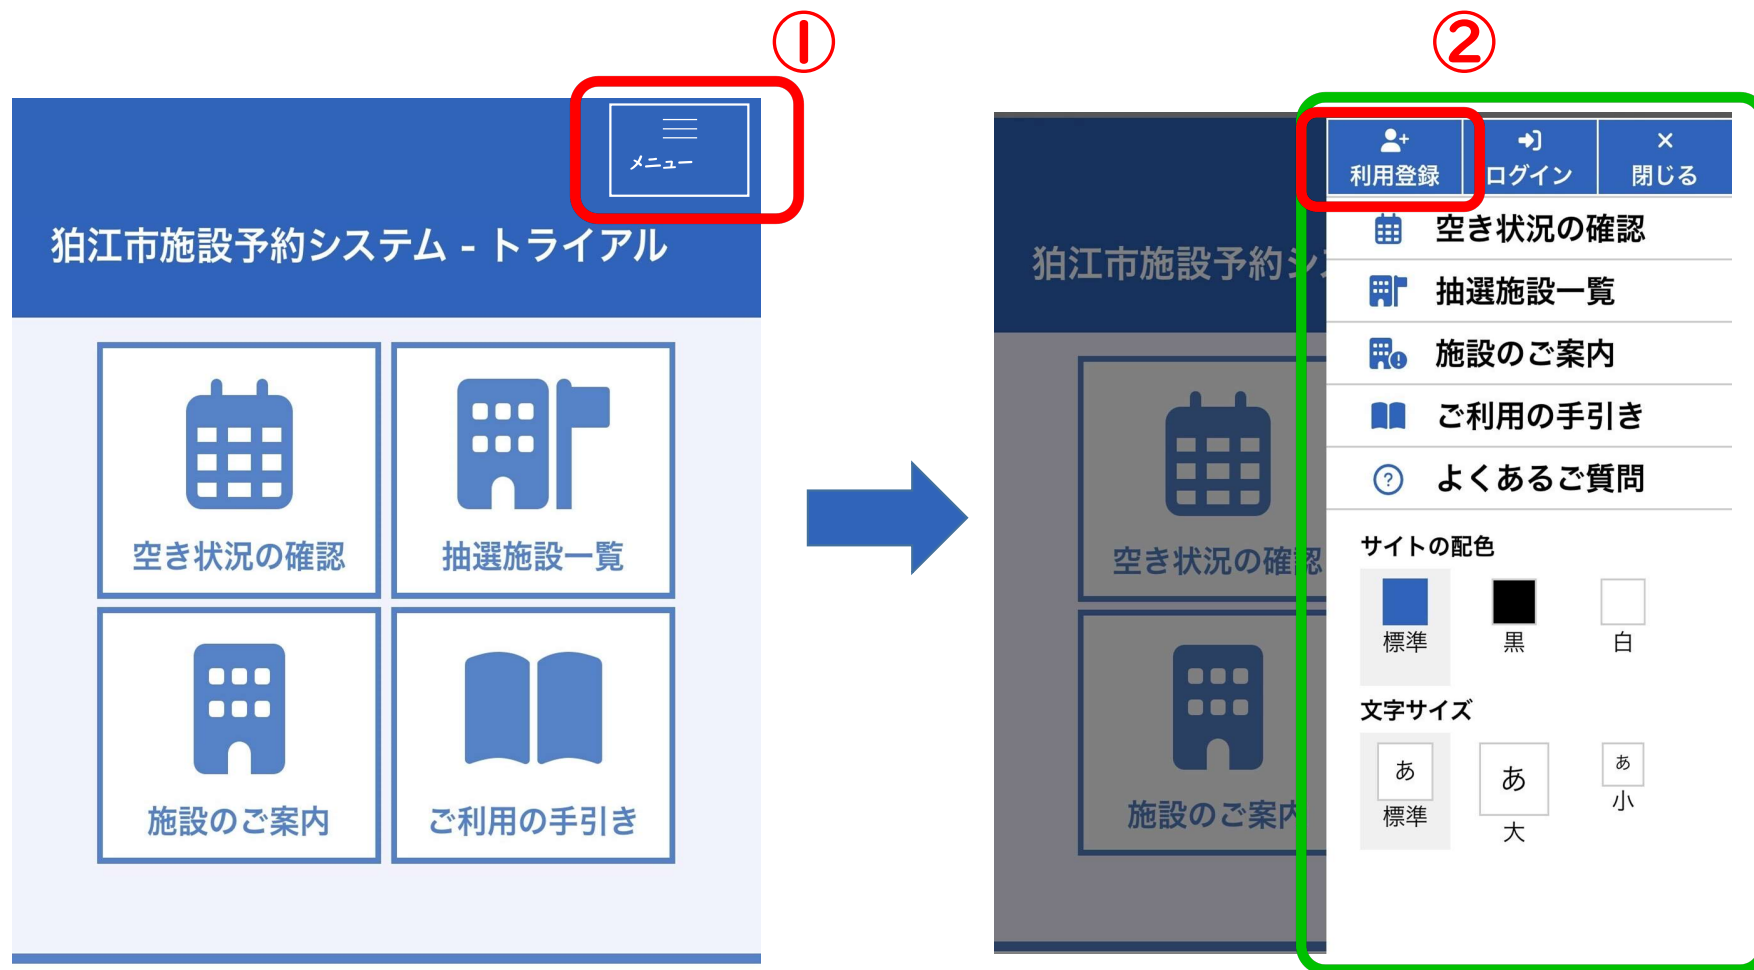 ①
メニュー
狛江市施設予約システム - トライアル
空き状況の確認
抽選施設一覧
施設のご案内
ご利用の手引き
②
利用登録
ログイン
閉じる
狛江市施設予約シ
空き状況の確認
施設のご案内
空き状況の確認
抽選施設一覧
施設のご案内
ご利用の手引き
よくあるご質問
サイトの配色
標準
黒
白
文字サイズ
あ
標準
あ
大
あ
小